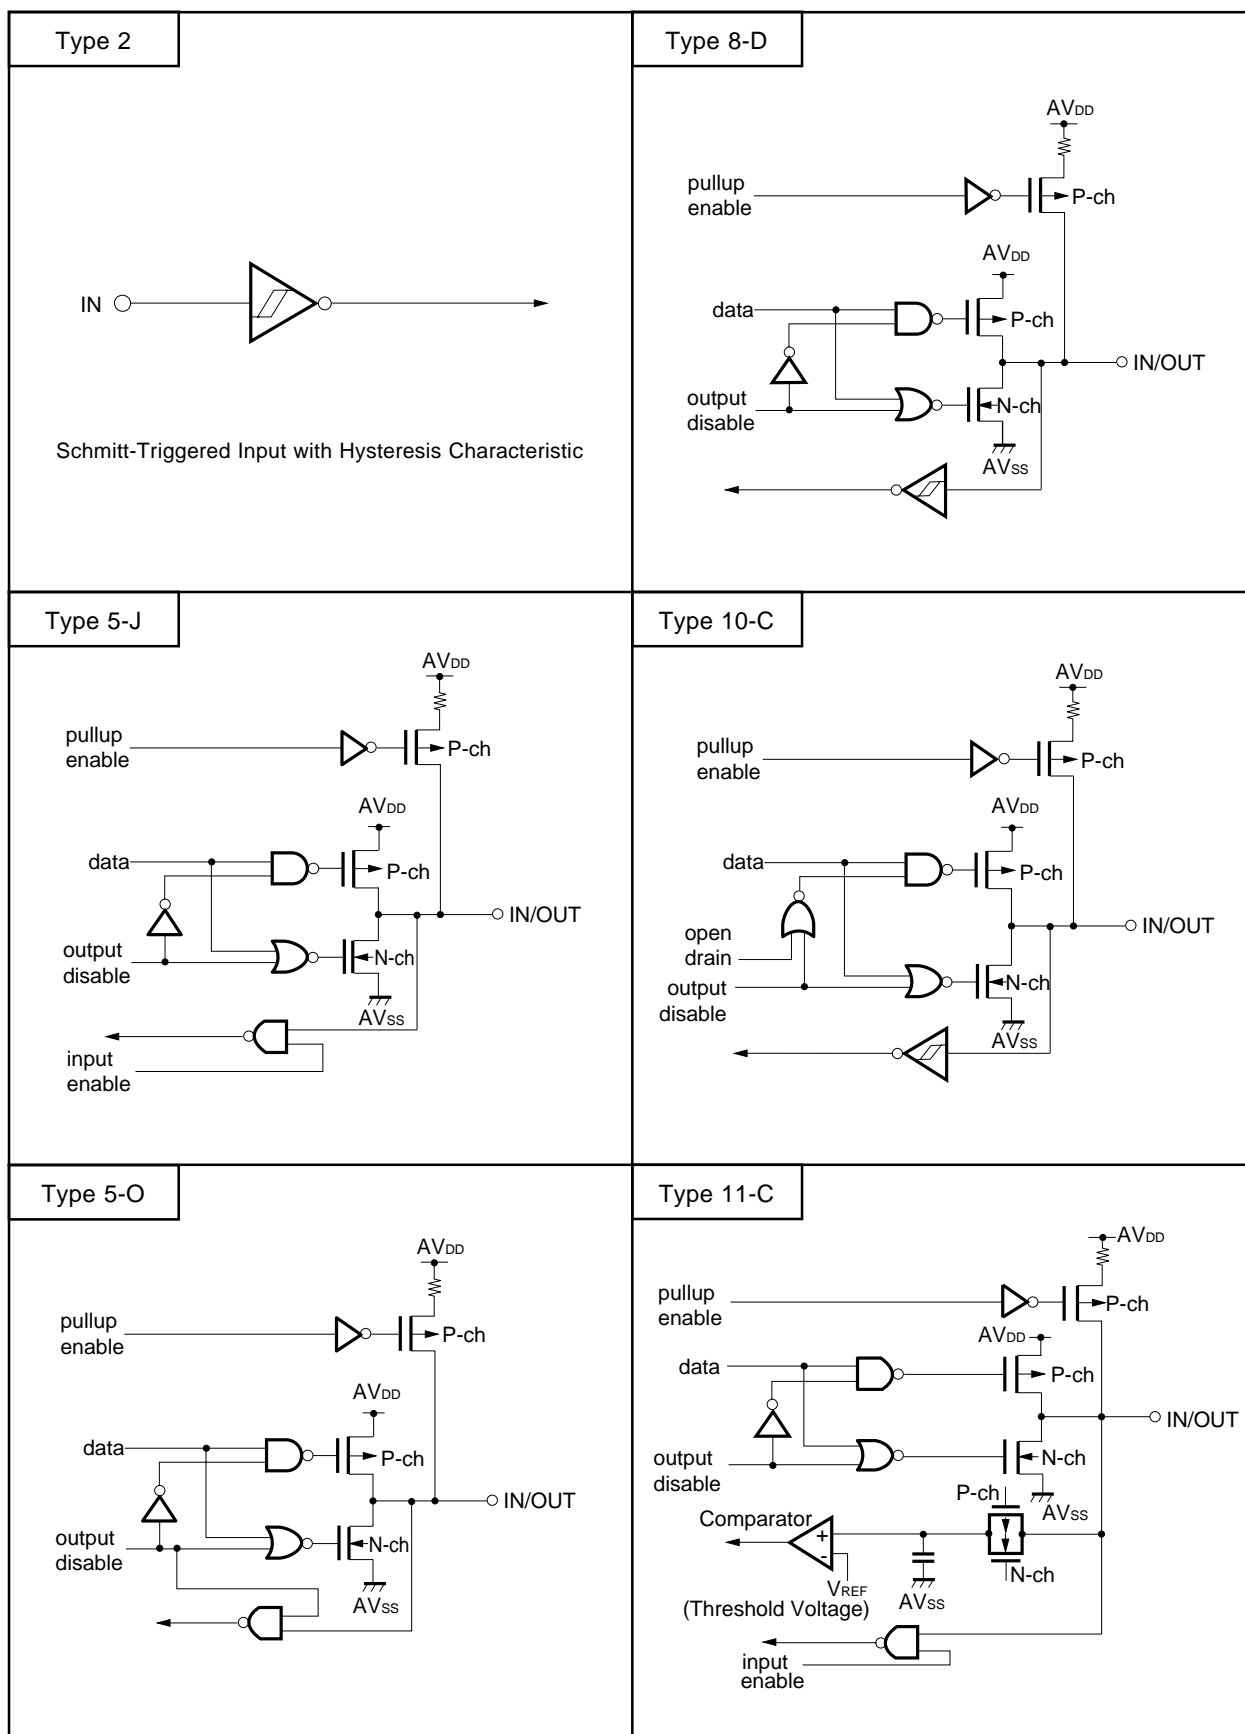 Type 2
IN
Schmitt-Triggered Input with Hysteresis Characteristic
Type 8-D
AVDD
pullup
enable
P-ch
AVDD
data
P-ch
IN/OUT
output
disable
N-ch
AVSS
Type 5-J
AVDD
pullup
enable
P-ch
AVDD
data
P-ch
IN/OUT
output
disable
N-ch
AVSS
input
enable
Type 10-C
AVDD
pullup
enable
P-ch
AVDD
data
P-ch
IN/OUT
open
drain
N-ch
output
disable
AVSS
Type 5-O
AVDD
pullup
enable
P-ch
AVDD
data
P-ch
IN/OUT
output
disable
N-ch
AVSS
Type 11-C
AVDD
pullup
enable
P-ch
AVDD
data
P-ch
IN/OUT
output
disable
N-ch
P-ch
AVSS
Comparator
+
-
N-ch
VREF
AVSS
(Threshold Voltage)
input
enable